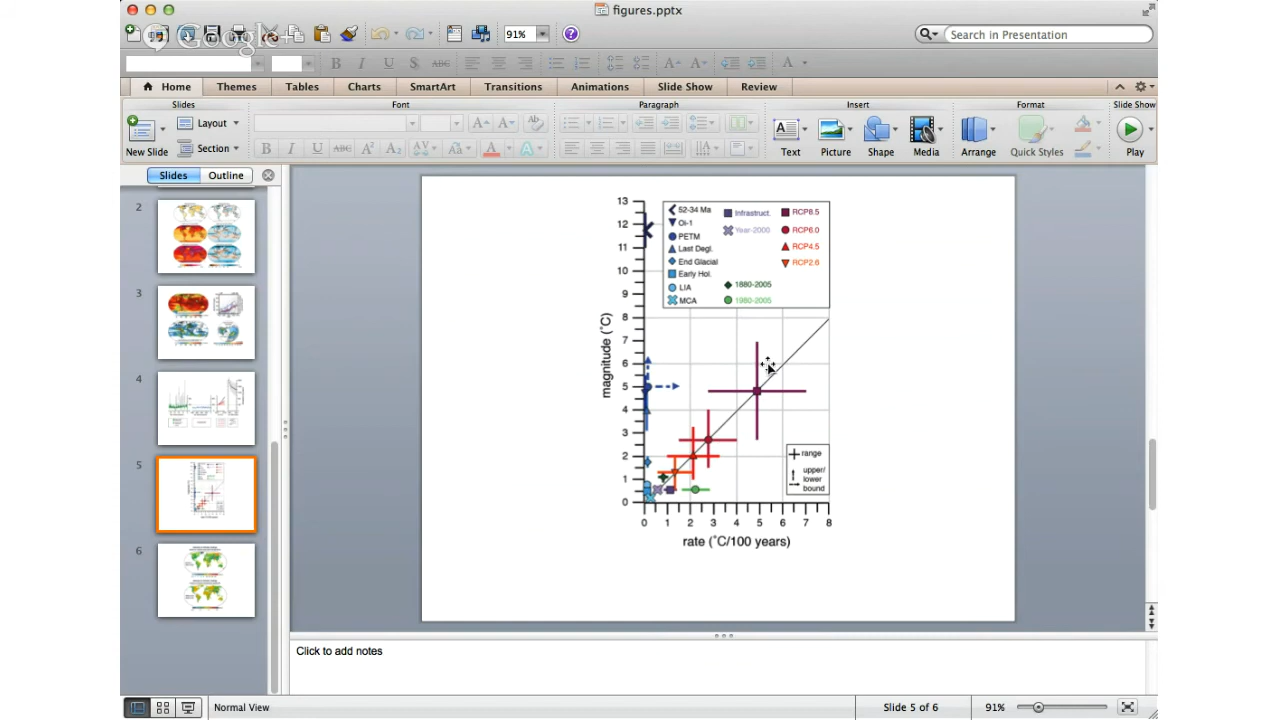 figures.pptx
Google+
91%
Search in Presentation
Home
Themes
Tables
Charts
SmartArt
Transitions
Animations
Slide Show
Review
Slides
Font
Paragraph
Insert
Format
Slide Show
New Slide
Layout
Section
Text
Picture
Shape
Media
Arrange
Quick Styles
Play
Slides
Outline
2
3
4
5
6
13
12
11
10
9
8
7
6
5
4
3
2
1
0
magnitude (˚C)
52-34 Ma
Oi-1
PETM
Last Degl.
End Glacial
Early Hol.
LIA
MCA
Infrastruct.
Year-2000
1880-2005
1980-2005
RCP8.5
RCP6.0
RCP4.5
RCP2.6
range
upper/
lower
bound
0 1 2 3 4 5 6 7 8
rate (˚C/100 years)
Click to add notes
Normal View
Slide 5 of 6
91%